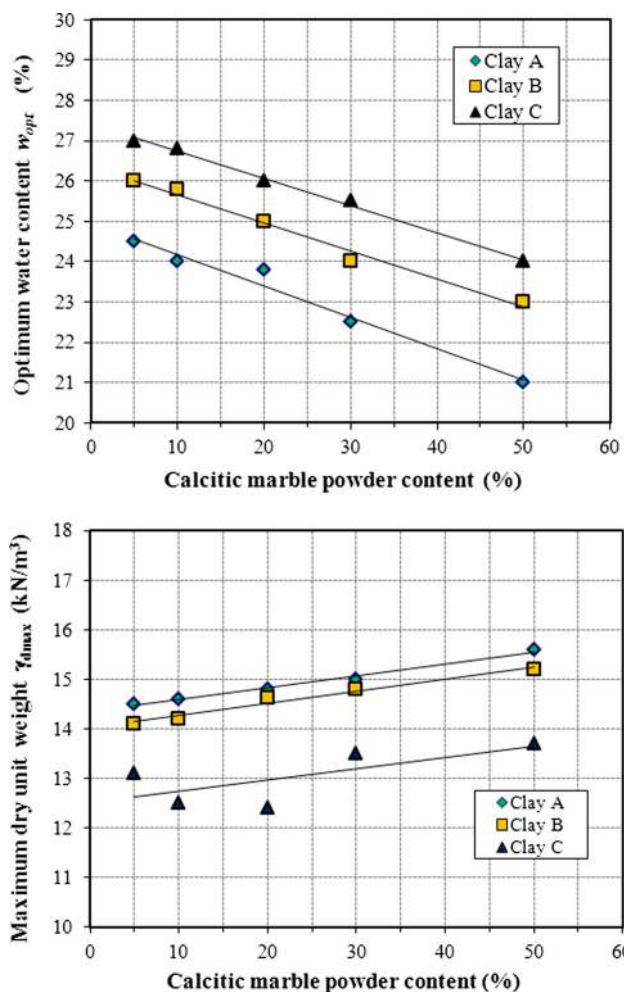 Optimum water content wopt (%)
30
29
28
27
26
25
24
23
22
21
20
Clay A
Clay B
Clay C
0 10 20 30 40 50 60
Calcitic marble powder content (%)
Maximum dry unit weight γdmax (kN/m³)
18
17
16
15
14
13
12
11
10
Clay A
Clay B
Clay C
0 10 20 30 40 50 60
Calcitic marble powder content (%)